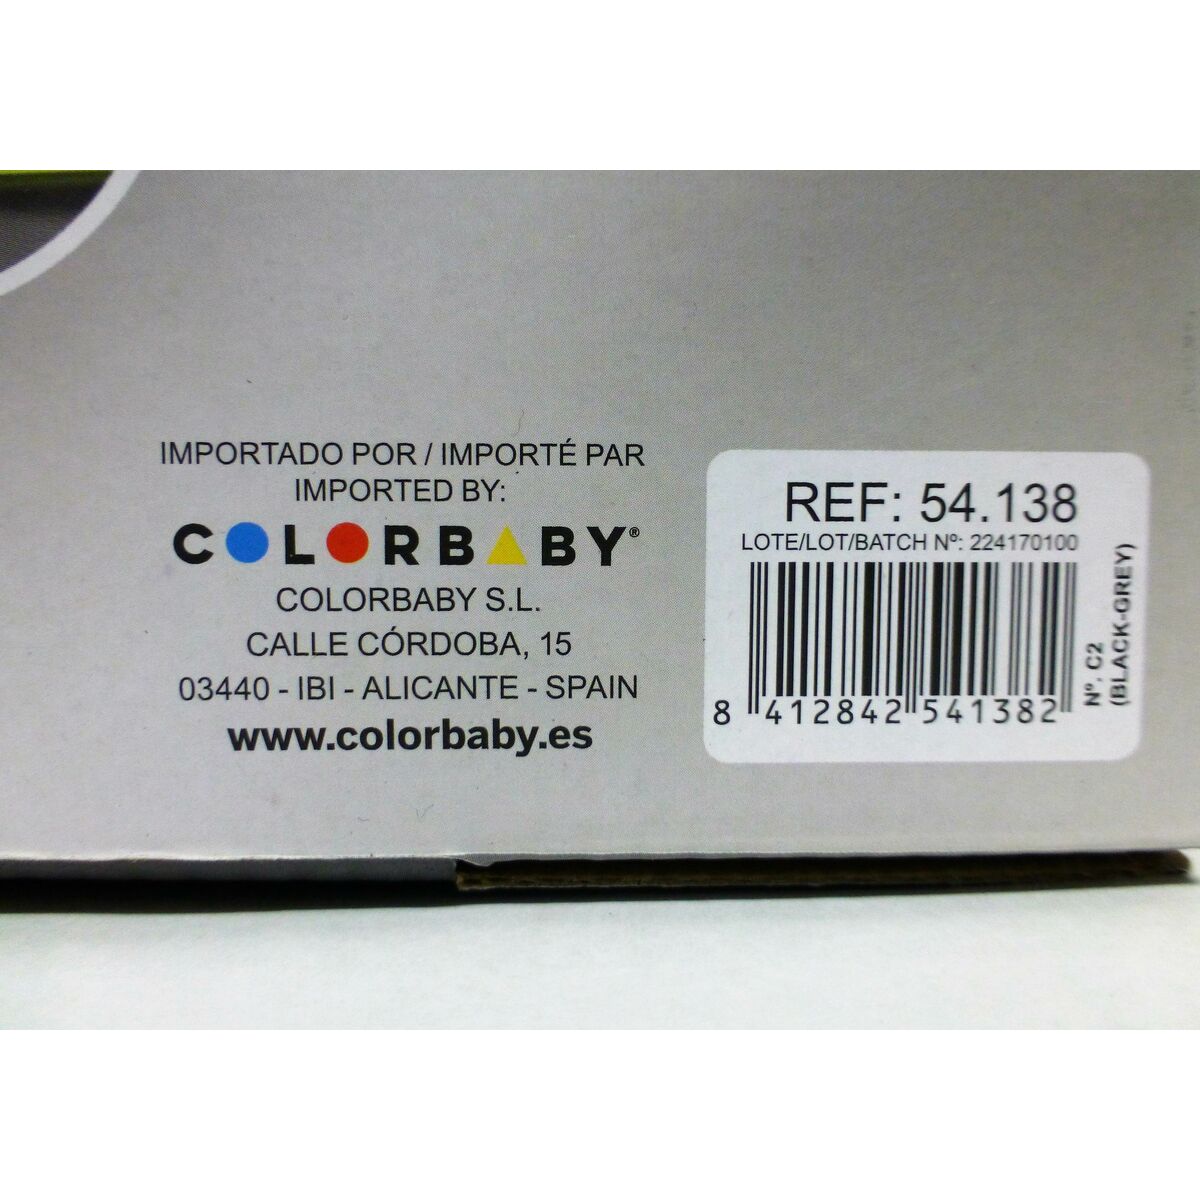 IMPORTADO POR / IMPORTÉ PAR
IMPORTED BY:
COLORBABY®
COLORBABY S.L.
CALLE CÓRDOBA, 15
03440 - IBI - ALICANTE - SPAIN
www.colorbaby.es
REF: 54.138
LOTE/LOT/BATCH Nº: 224170100
8 412842 541382
Nº. C2
(BLACK-GREY)